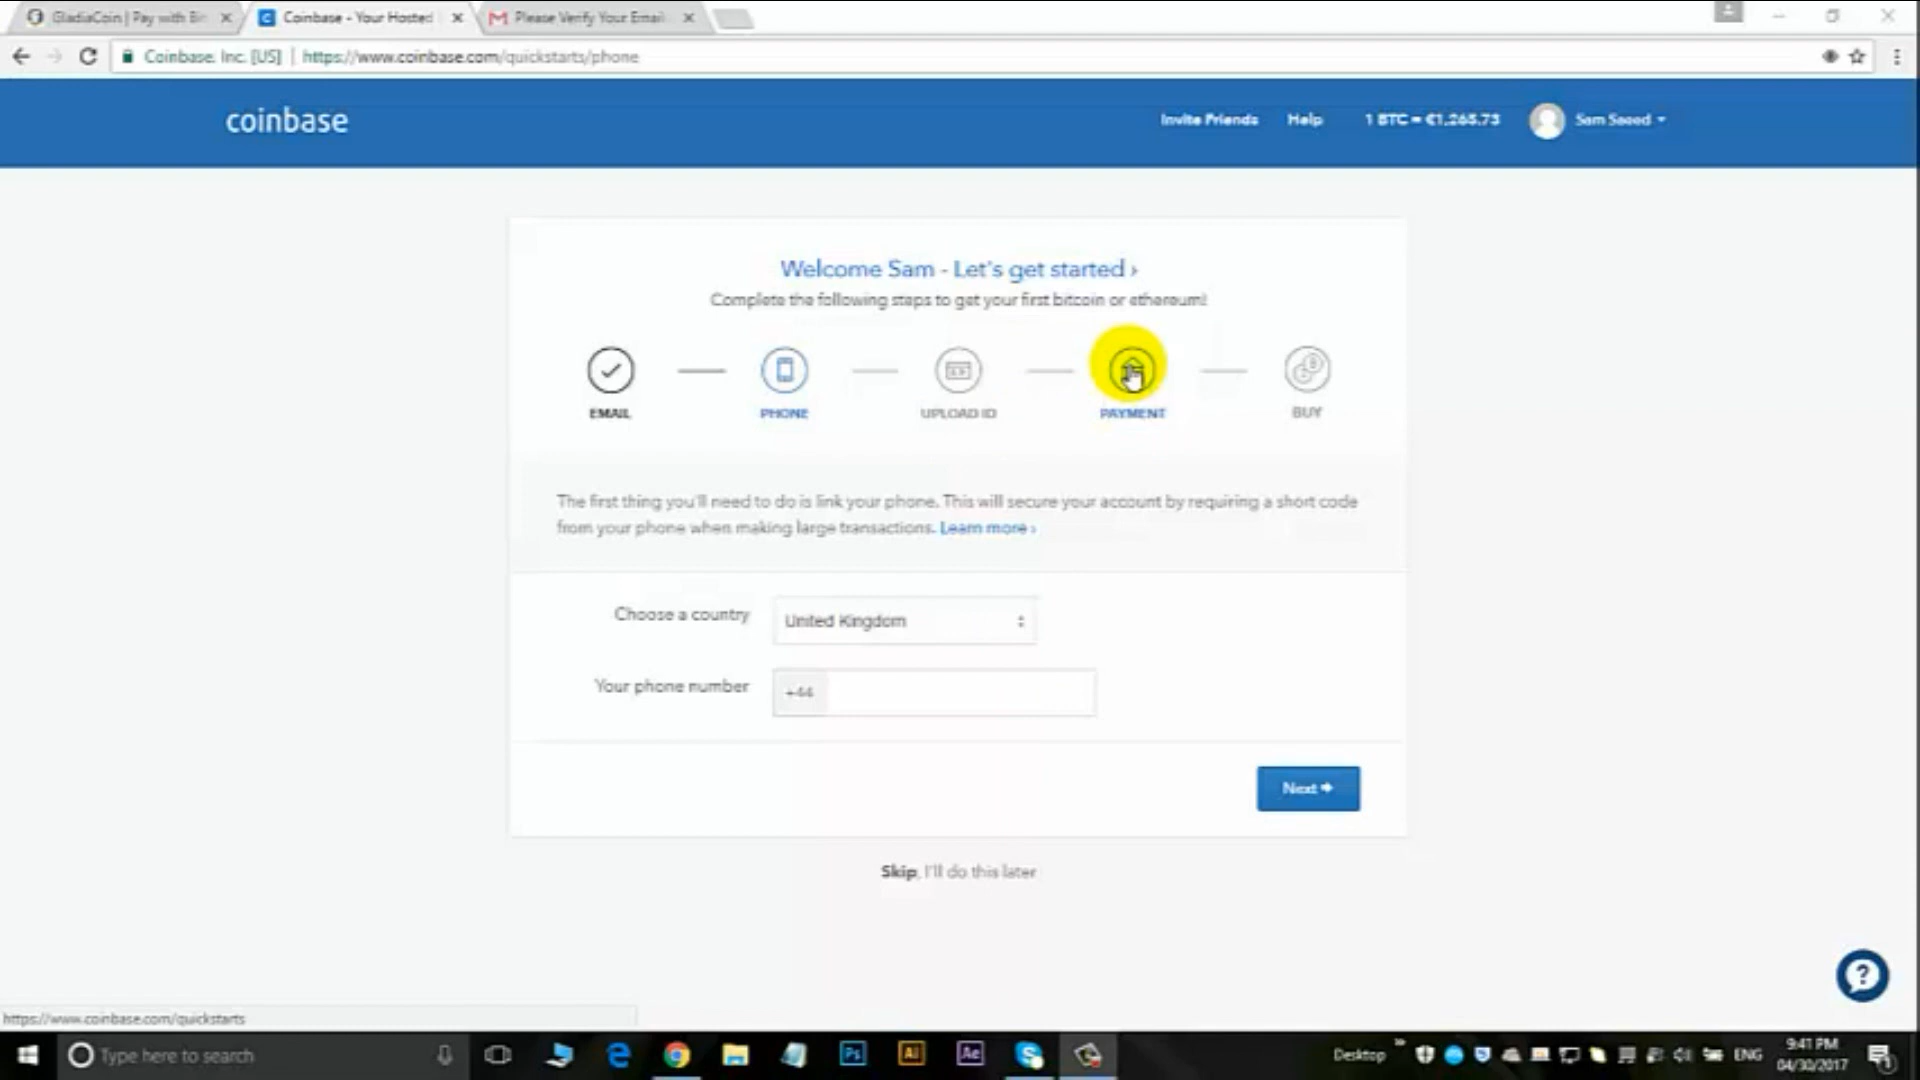 GladiaCoin | Pay with Bit
Coinbase - Your Hosted
Please Verify Your Email
Coinbase, Inc. [US] | https://www.coinbase.com/quickstarts/phone
coinbase
Invite Friends
Help
1 BTC = €1,265.73
Sam Saeed
Welcome Sam - Let's get started ›
Complete the following steps to get your first bitcoin or ethereum!
EMAIL
PHONE
UPLOAD ID
PAYMENT
BUY
The first thing you'll need to do is link your phone. This will secure your account by requiring a short code
from your phone when making large transactions. Learn more ›
Choose a country
United Kingdom
Your phone number
+44
Next
Skip, I'll do this later
https://www.coinbase.com/quickstarts
Type here to search
Ps
Ai
Ae
Desktop
ENG
9:41 PM
04/30/2017